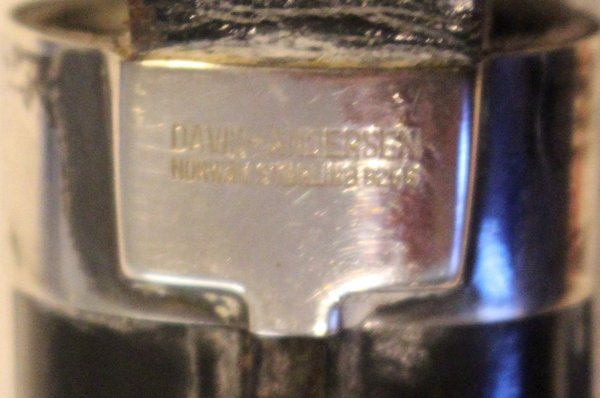 DAVID-ANDERSEN
NORWAY STERLING 925S